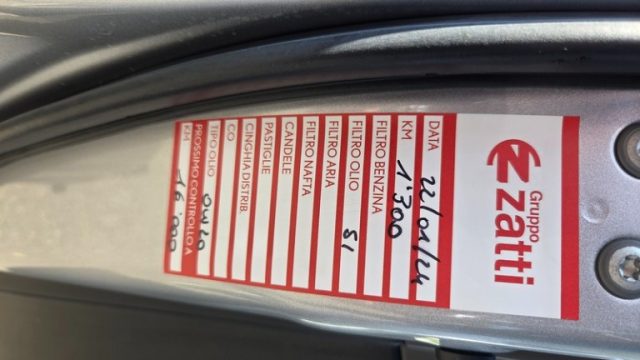 Gruppo
zatti
DATA 22/01/24
KM 1'300
FILTRO BENZINA
FILTRO OLIO SI
FILTRO ARIA
FILTRO NAFTA
CANDELE
PASTIGLIE
CINGHIA DISTRIB.
CO
TIPO OLIO 0W20
PROSSIMO CONTROLLO A
KM 16'000